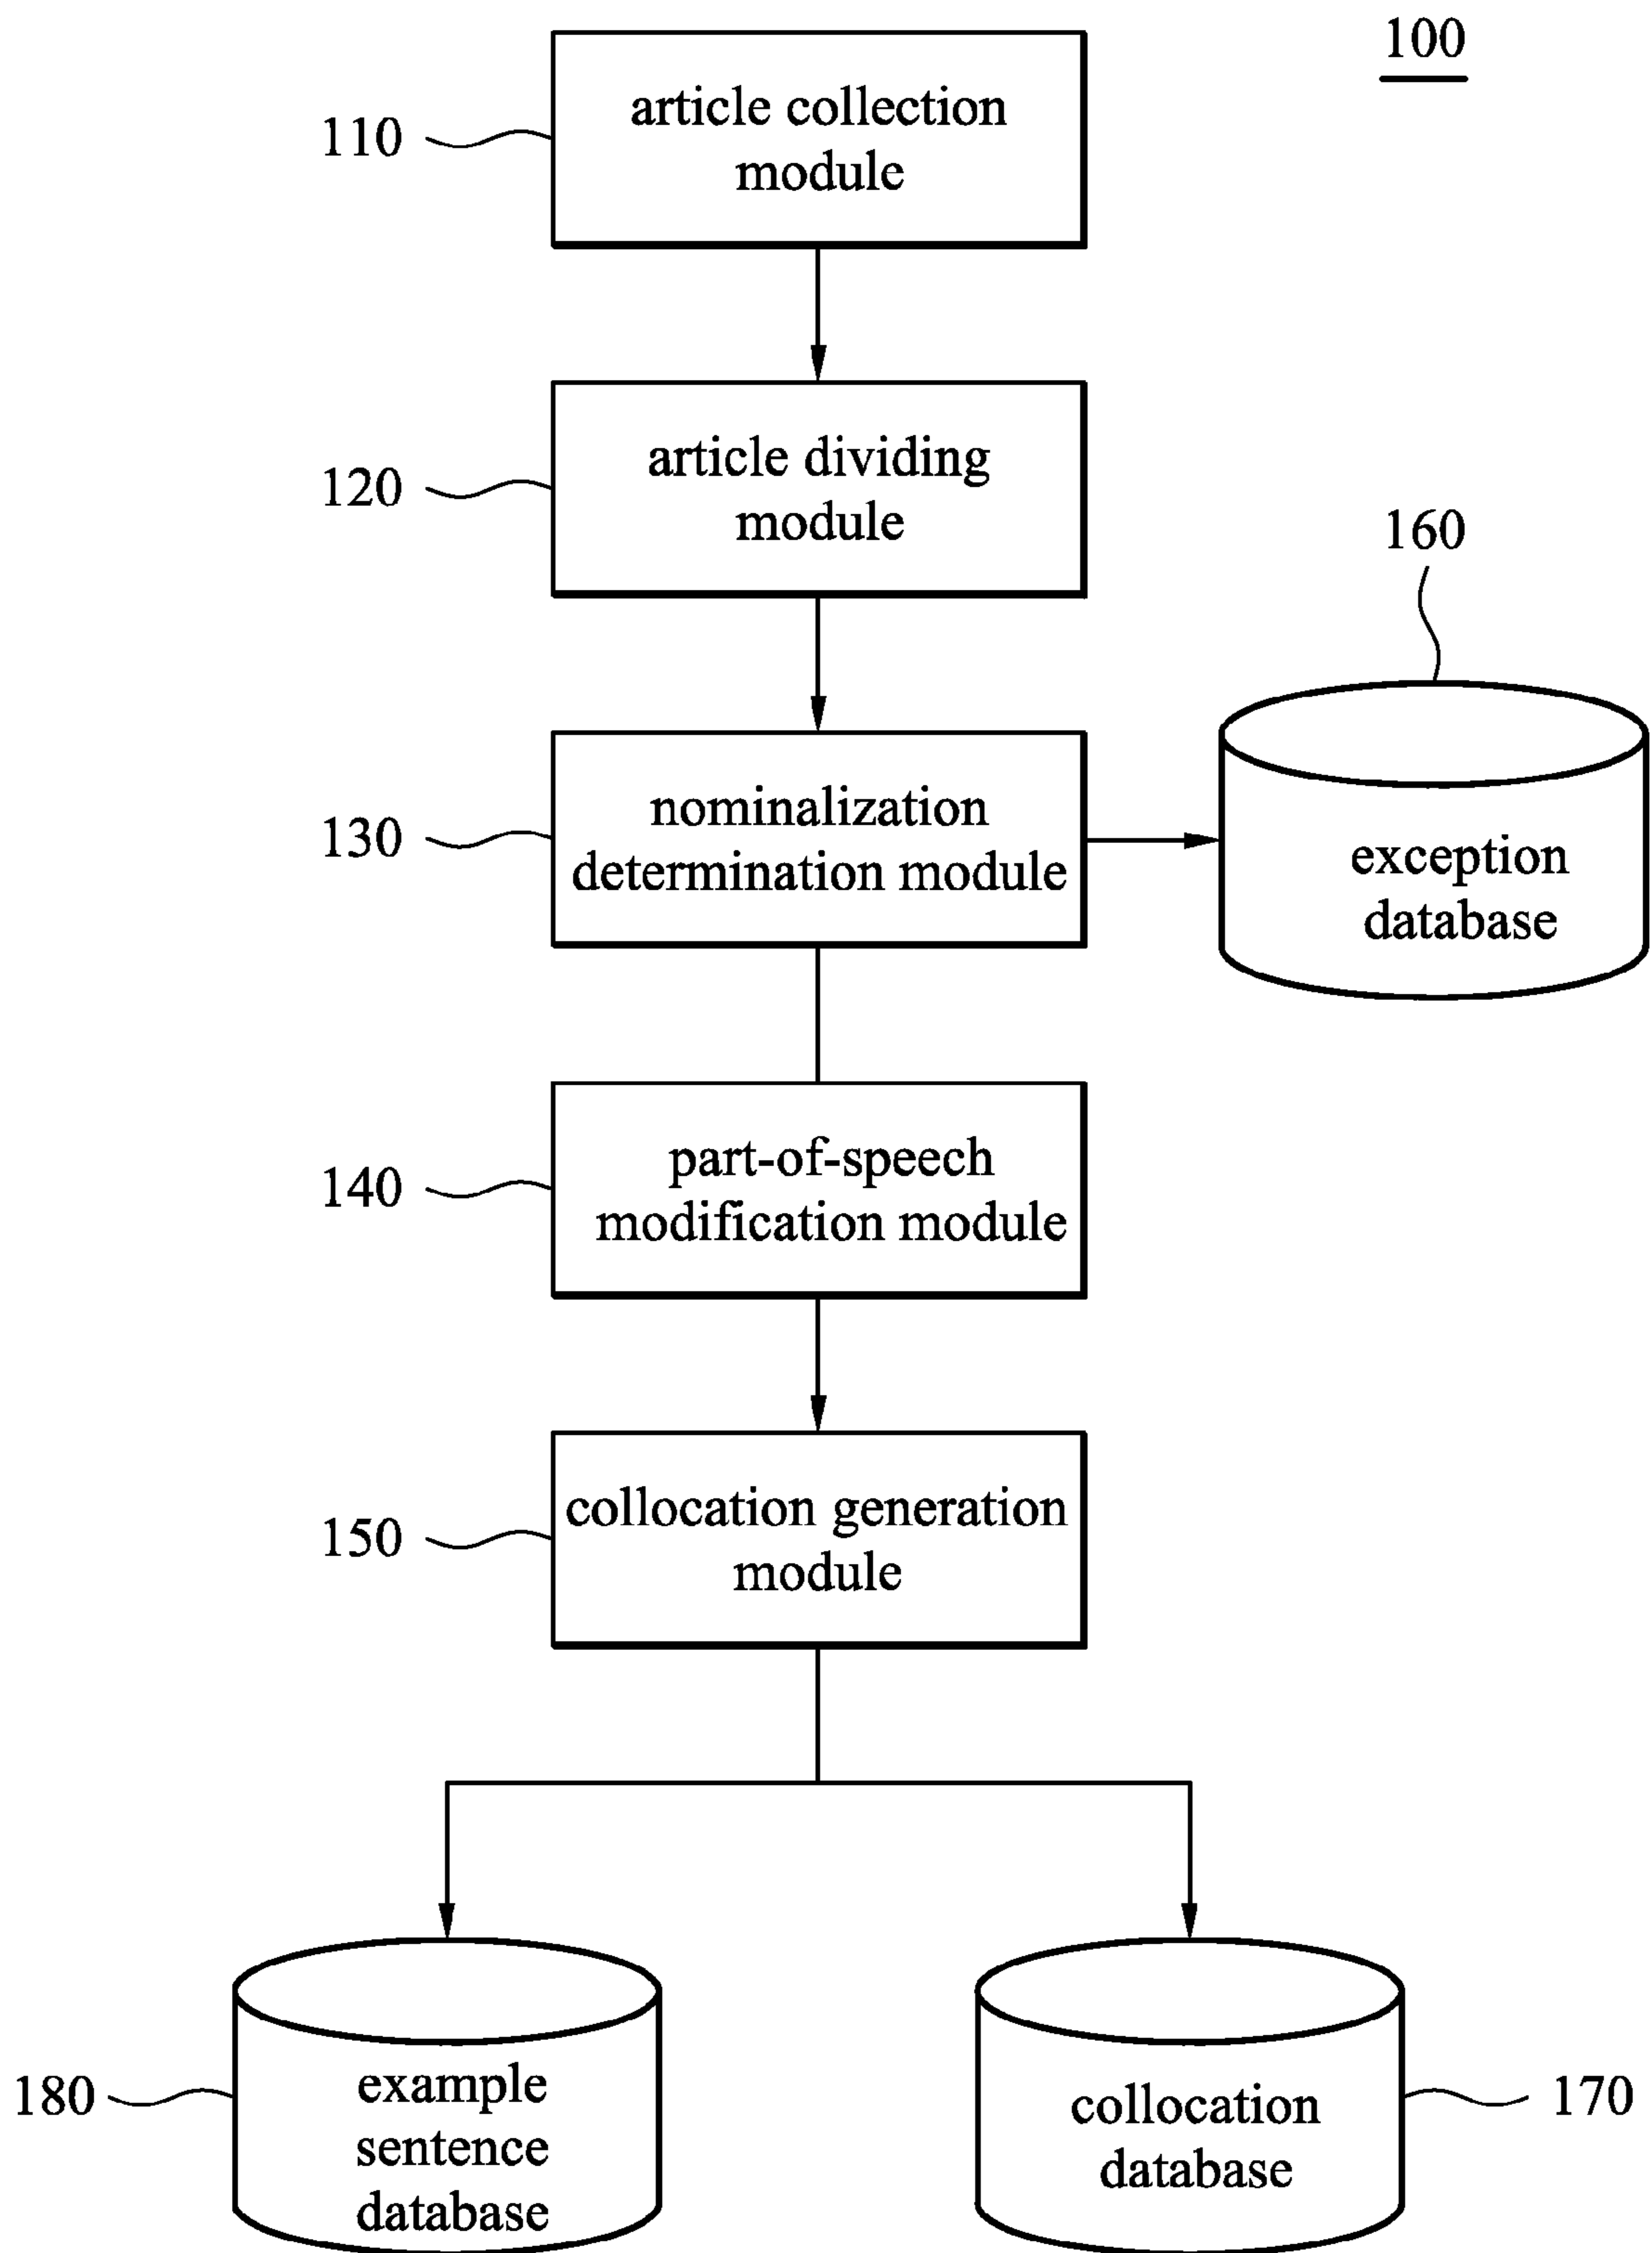 100
article collection
module
110
article dividing
module
120
160
nominalization
determination module
130
exception
database
part-of-speech
modification module
140
collocation generation
module
150
180
example
sentence
database
collocation
database
170